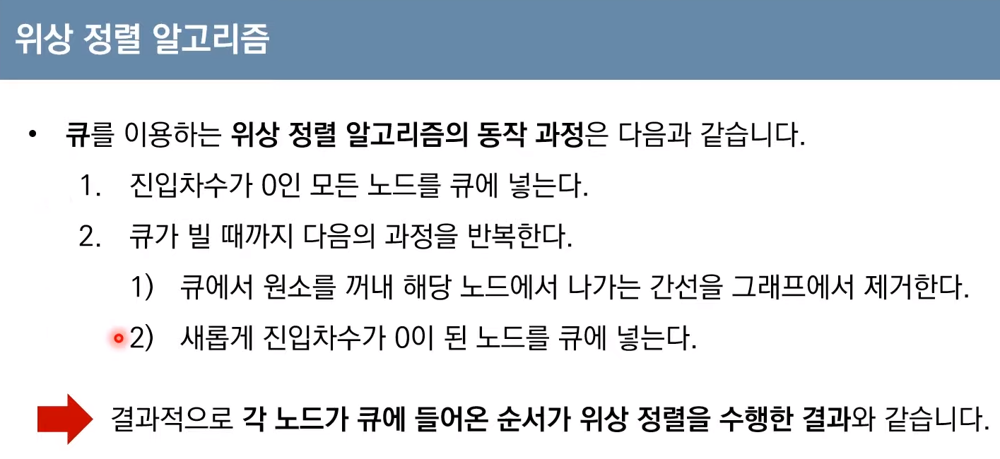 위상 정렬 알고리즘
• 큐를 이용하는 위상 정렬 알고리즘의 동작 과정은 다음과 같습니다.
1. 진입차수가 0인 모든 노드를 큐에 넣는다.
2. 큐가 빌 때까지 다음의 과정을 반복한다.
1) 큐에서 원소를 꺼내 해당 노드에서 나가는 간선을 그래프에서 제거한다.
2) 새롭게 진입차수가 0이 된 노드를 큐에 넣는다.
결과적으로 각 노드가 큐에 들어온 순서가 위상 정렬을 수행한 결과와 같습니다.